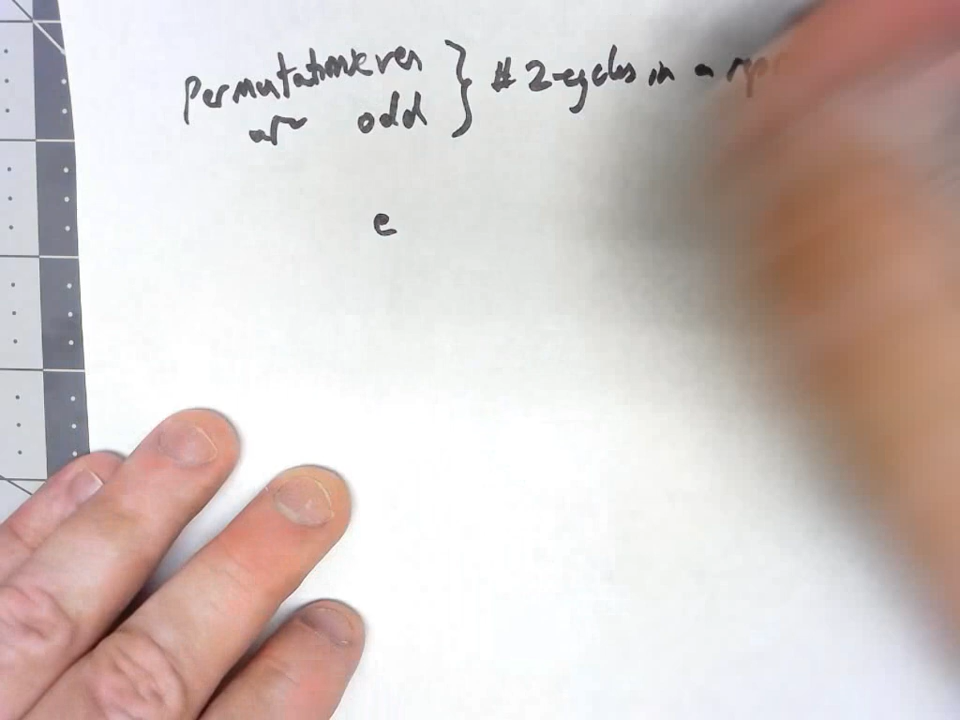 Permutations even } # 2-cycles in a
are odd
e